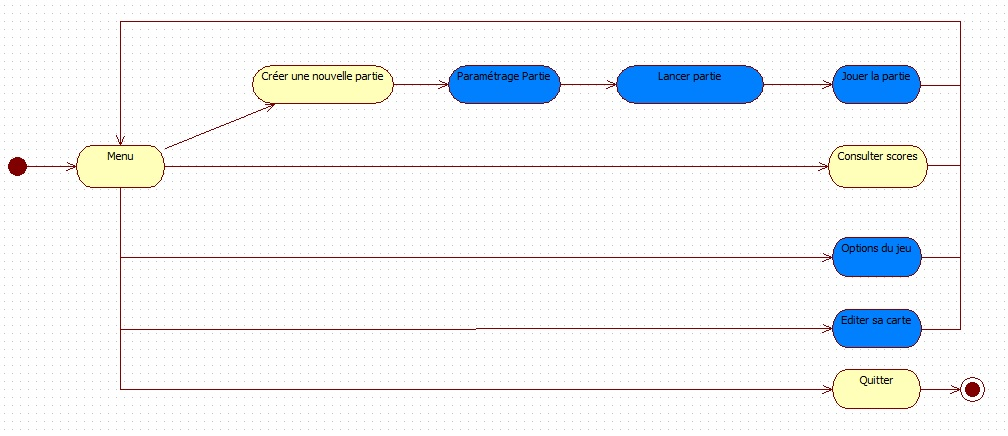 Créer une nouvelle partie
Paramétrage Partie
Lancer partie
Jouer la partie
Menu
Consulter scores
Options du jeu
Editer sa carte
Quitter